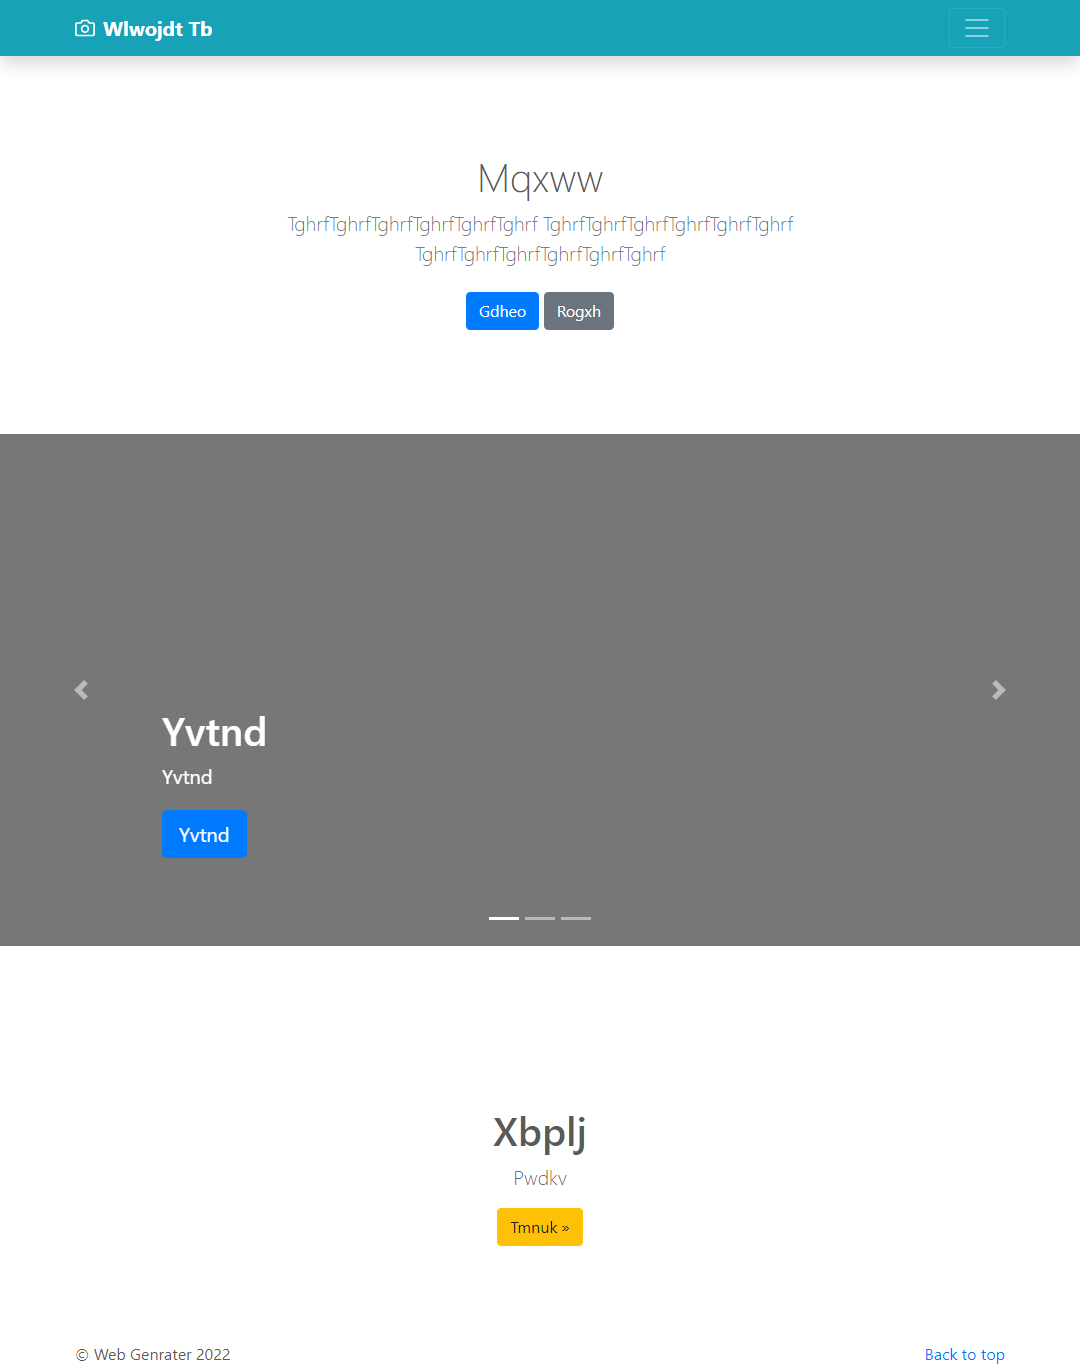 Wlwojdt Tb
Mqxww
TghrfTghrfTghrfTghrfTghrfTghrf TghrfTghrfTghrfTghrfTghrfTghrf
TghrfTghrfTghrfTghrfTghrfTghrf
Gdheo Rogxh
Yvtnd
Yvtnd
Yvtnd
Xbplj
Pwdkv
Tmnuk »
© Web Genrater 2022 Back to top